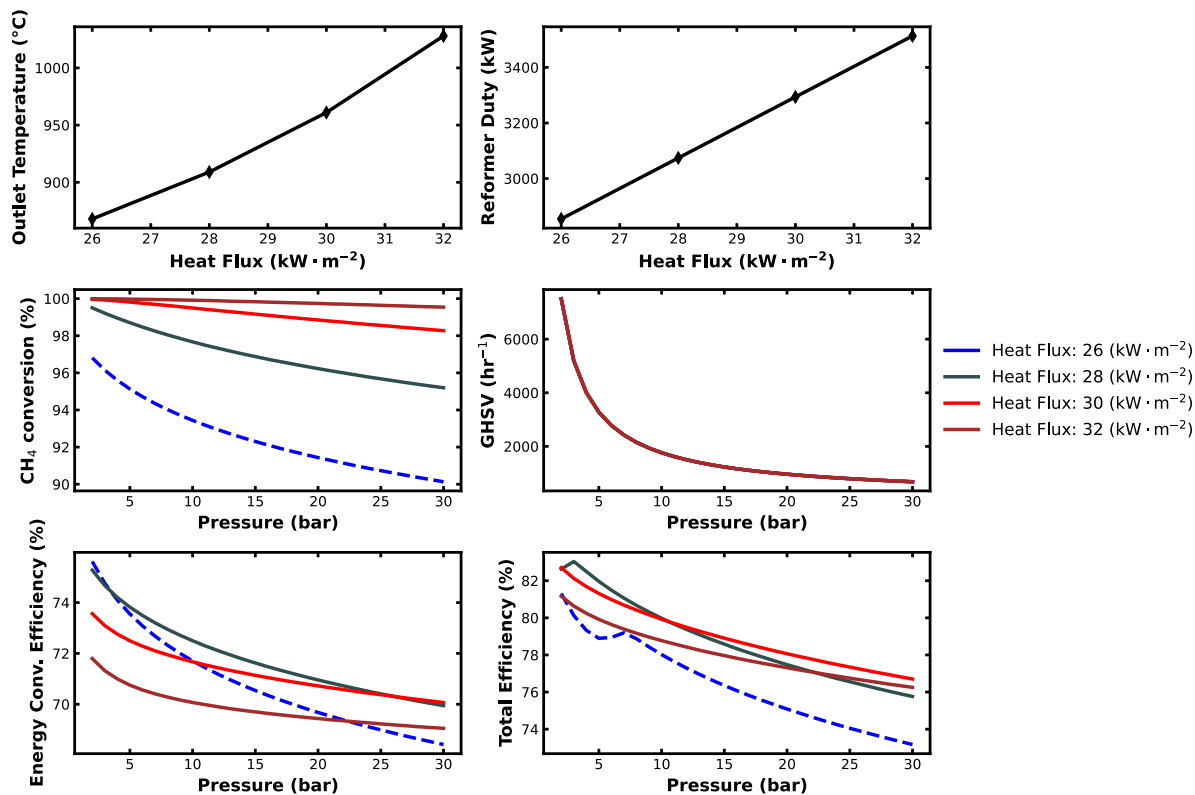 Outlet Temperature (°C)
1000
950
900
26 27 28 29 30 31 32
Heat Flux (kW·m⁻²)
Reformer Duty (kW)
3400
3200
3000
26 27 28 29 30 31 32
Heat Flux (kW·m⁻²)
CH₄ conversion (%)
100
98
96
94
92
90
5 10 15 20 25 30
Pressure (bar)
GHSV (hr⁻¹)
6000
4000
2000
5 10 15 20 25 30
Pressure (bar)
Heat Flux: 26 (kW·m⁻²)
Heat Flux: 28 (kW·m⁻²)
Heat Flux: 30 (kW·m⁻²)
Heat Flux: 32 (kW·m⁻²)
Energy Conv. Efficiency (%)
74
72
70
5 10 15 20 25 30
Pressure (bar)
Total Efficiency (%)
82
80
78
76
74
5 10 15 20 25 30
Pressure (bar)